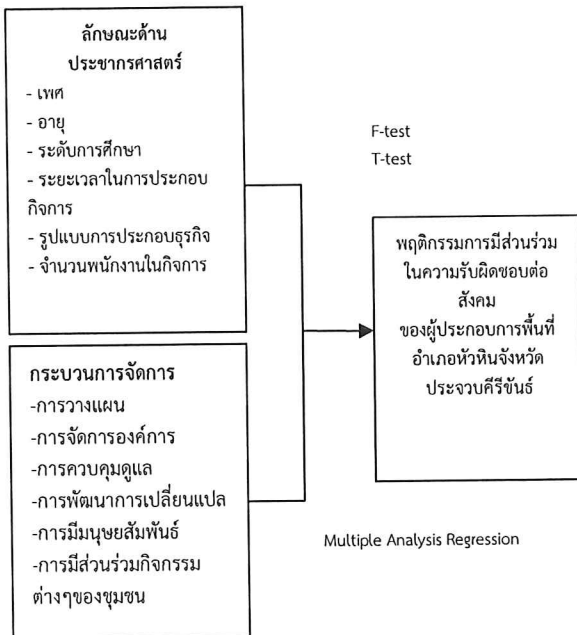 ลักษณะด้าน
ประชากรศาสตร์
- เพศ
- อายุ
- ระดับการศึกษา
- ระยะเวลาในการประกอบ
กิจการ
- รูปแบบการประกอบธุรกิจ
- จำนวนพนักงานในกิจการ
กระบวนการจัดการ
-การวางแผน
-การจัดการองค์การ
-การควบคุมดูแล
-การพัฒนาการเปลี่ยนแปล
-การมีมนุษยสัมพันธ์
-การมีส่วนร่วมกิจกรรม
ต่างๆของชุมชน
F-test
T-test
พฤติกรรมการมีส่วนร่วม
ในความรับผิดชอบต่อ
สังคม
ของผู้ประกอบการพื้นที่
อำเภอหัวหินจังหวัด
ประจวบคีรีขันธ์
Multiple Analysis Regression